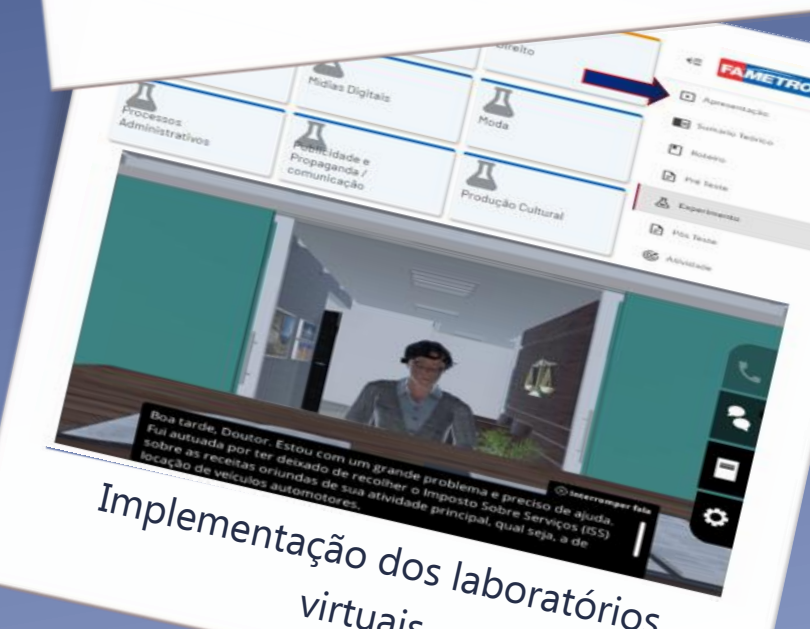 Direito
Mídias Digitais
Moda
Processos
Administrativos
Publicidade e
Propaganda /
comunicação
Produção Cultural
FAMETRO
Apresentação
Sumário Teórico
Roteiro
Pré Teste
Experimento
Pós Teste
Atividade
Boa tarde, Doutor. Estou com um grande problema e preciso de ajuda.
Fui autuada por ter deixado de recolher o Imposto Sobre Serviços (ISS)
sobre as receitas oriundas de sua atividade principal, qual seja, a de
locação de veículos automotores.
Interromper fala
Implementação dos laboratórios
virtuais